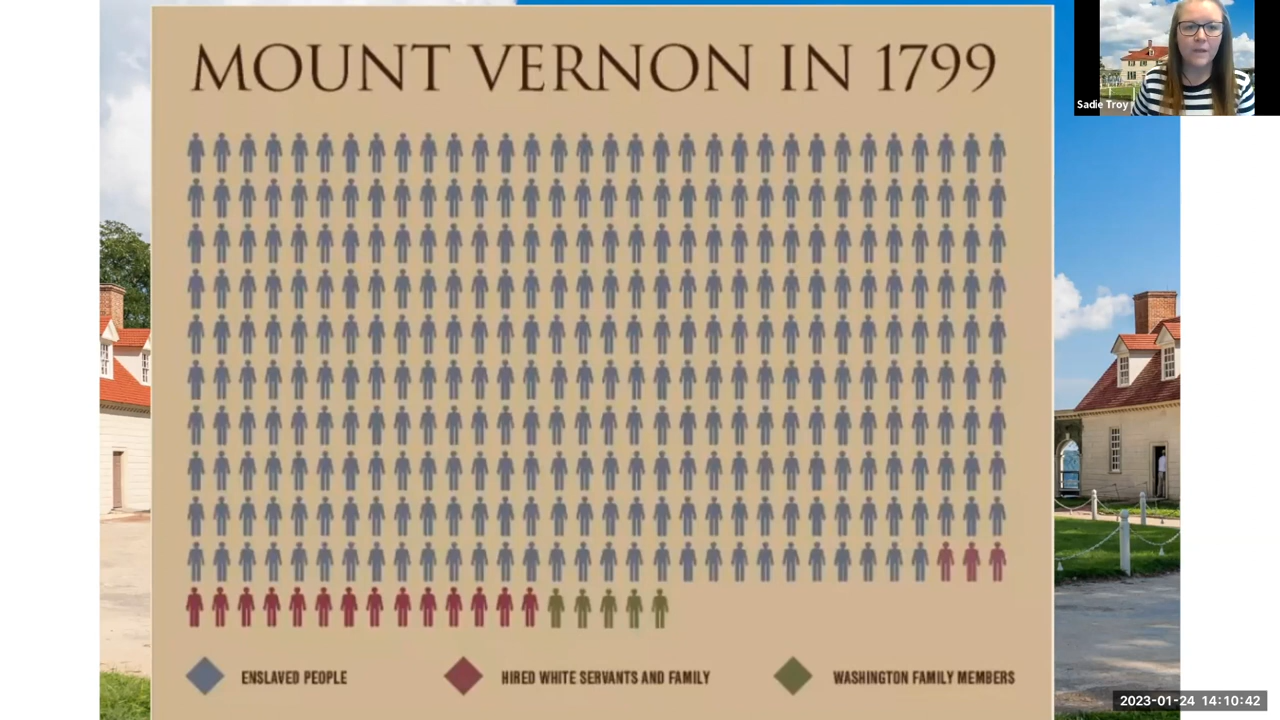 MOUNT VERNON IN 1799
Sadie Troy
ENSLAVED PEOPLE
HIRED WHITE SERVANTS AND FAMILY
WASHINGTON FAMILY MEMBERS
2023-01-24 14:10:42